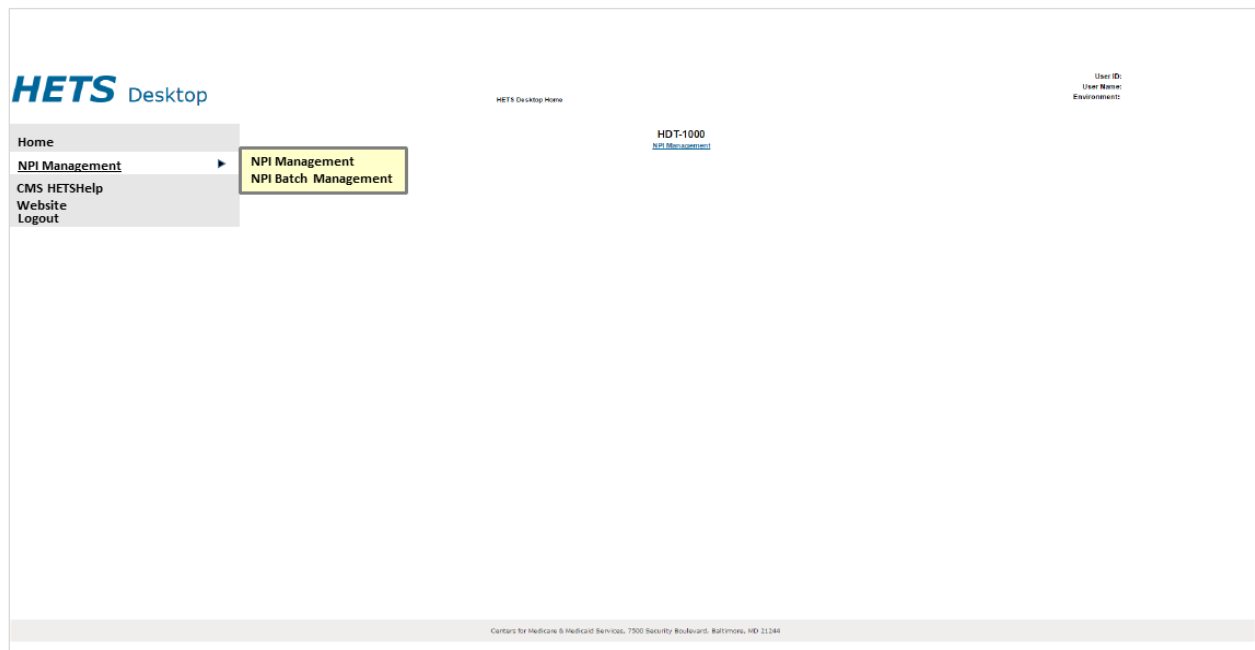 HETS Desktop
HETS Desktop Home
User ID:
User Name:
Environment:
Home
NPI Management
CMS HETSHelp
Website
Logout
NPI Management
NPI Batch Management
HDT-1000
NPI Management
Centers for Medicare & Medicaid Services, 7500 Security Boulevard, Baltimore, MD 21244